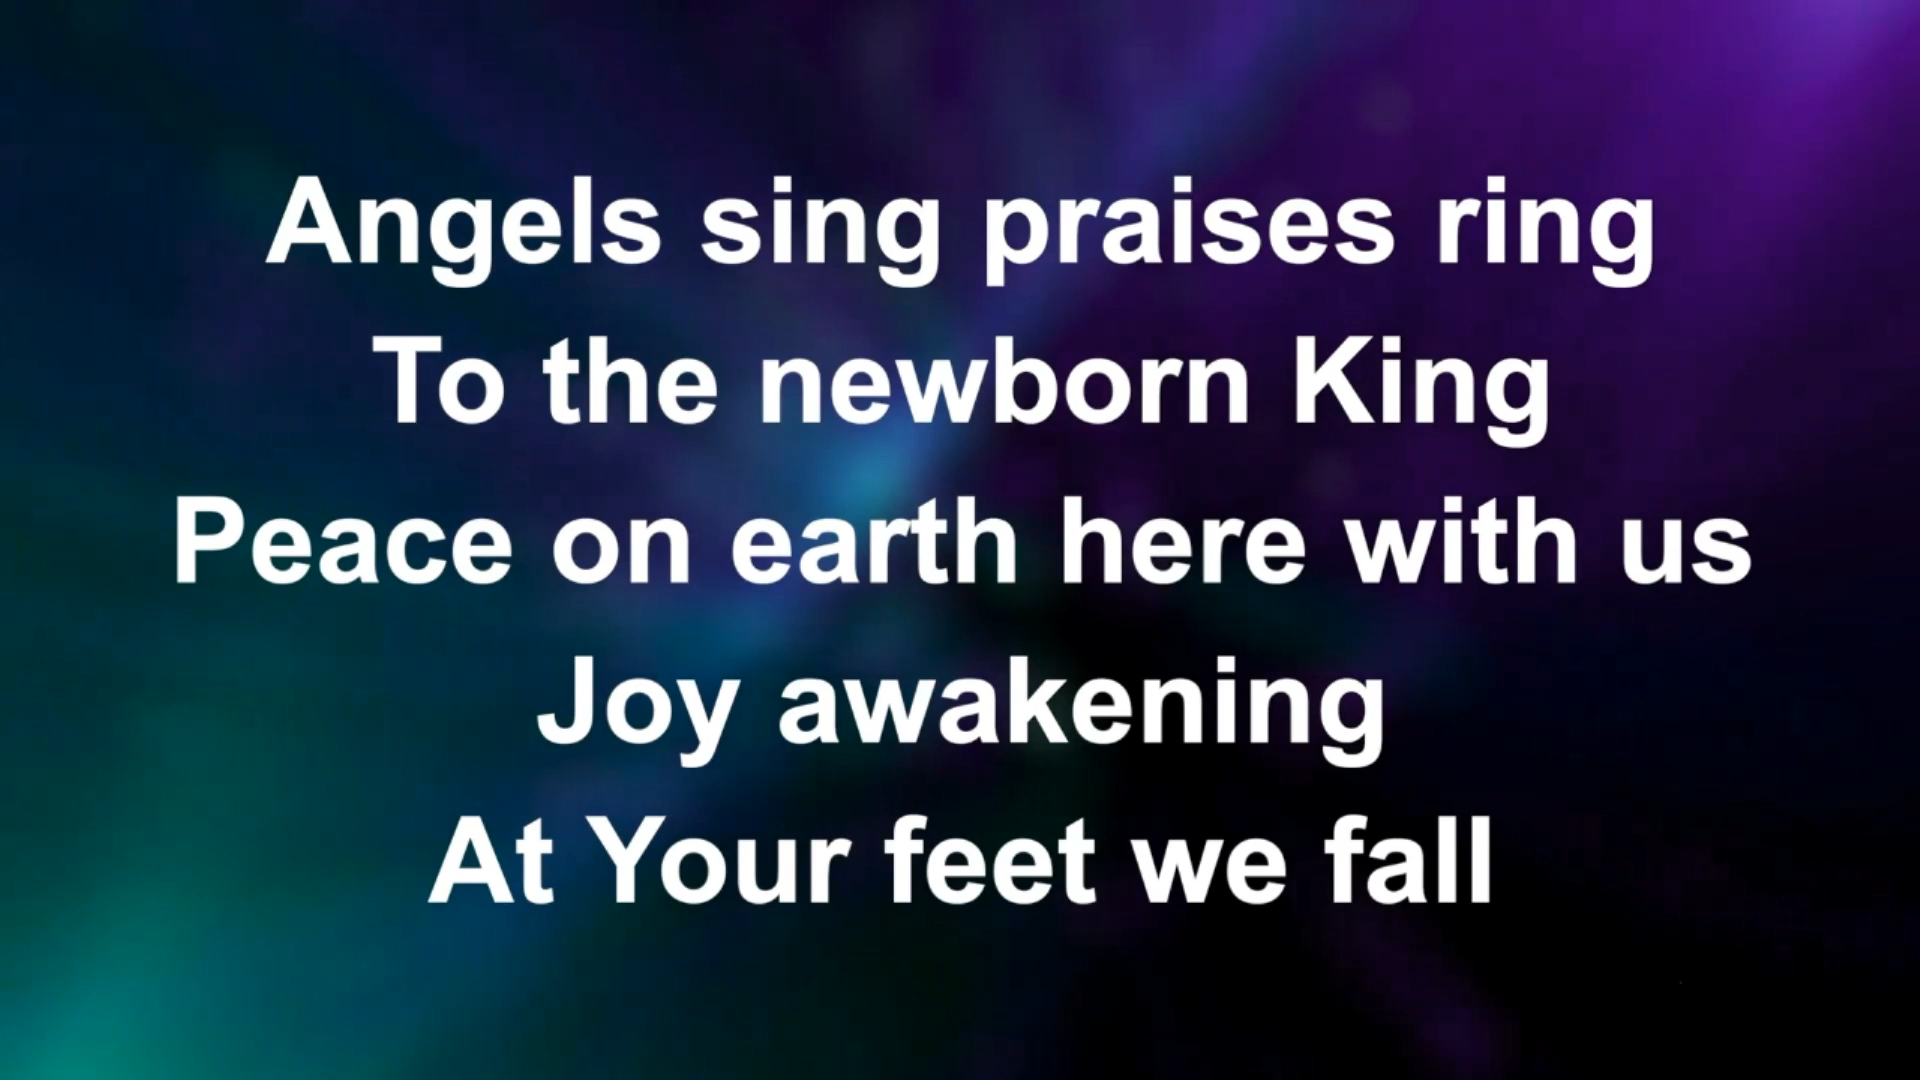 Angels sing praises ring
To the newborn King
Peace on earth here with us
Joy awakening
At Your feet we fall